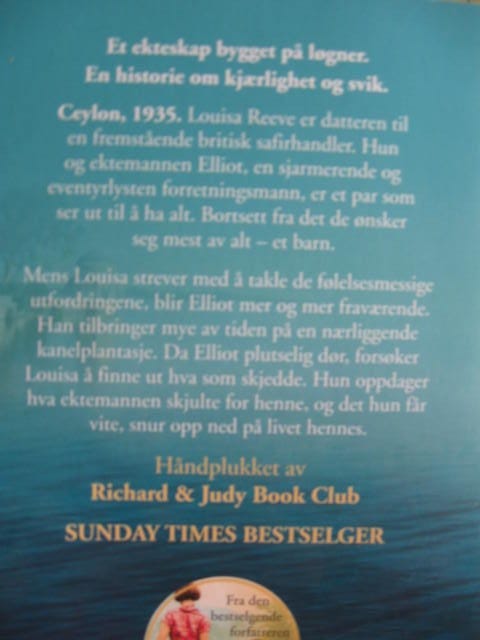 Et ekteskap bygget på løgner.
En historie om kjærlighet og svik.
Ceylon, 1935. Louisa Reeve er datteren til
en fremstående britisk safirhandler. Hun
og ektemannen Elliot, en sjarmerende og
eventyrlysten forretningsmann, er et par som
ser ut til å ha alt. Bortsett fra det de ønsker
seg mest av alt – et barn.
Mens Louisa strever med å takle de følelsesmessige
utfordringene, blir Elliot mer og mer fraværende.
Han tilbringer mye av tiden på en nærliggende
kanelplantasje. Da Elliot plutselig dør, forsøker
Louisa å finne ut hva som skjedde. Hun oppdager
hva ektemannen skjulte for henne, og det hun får
vite, snur opp ned på livet hennes.
Håndplukket av
Richard & Judy Book Club
SUNDAY TIMES BESTSELGER
Fra den
bestselgende
forfatteren